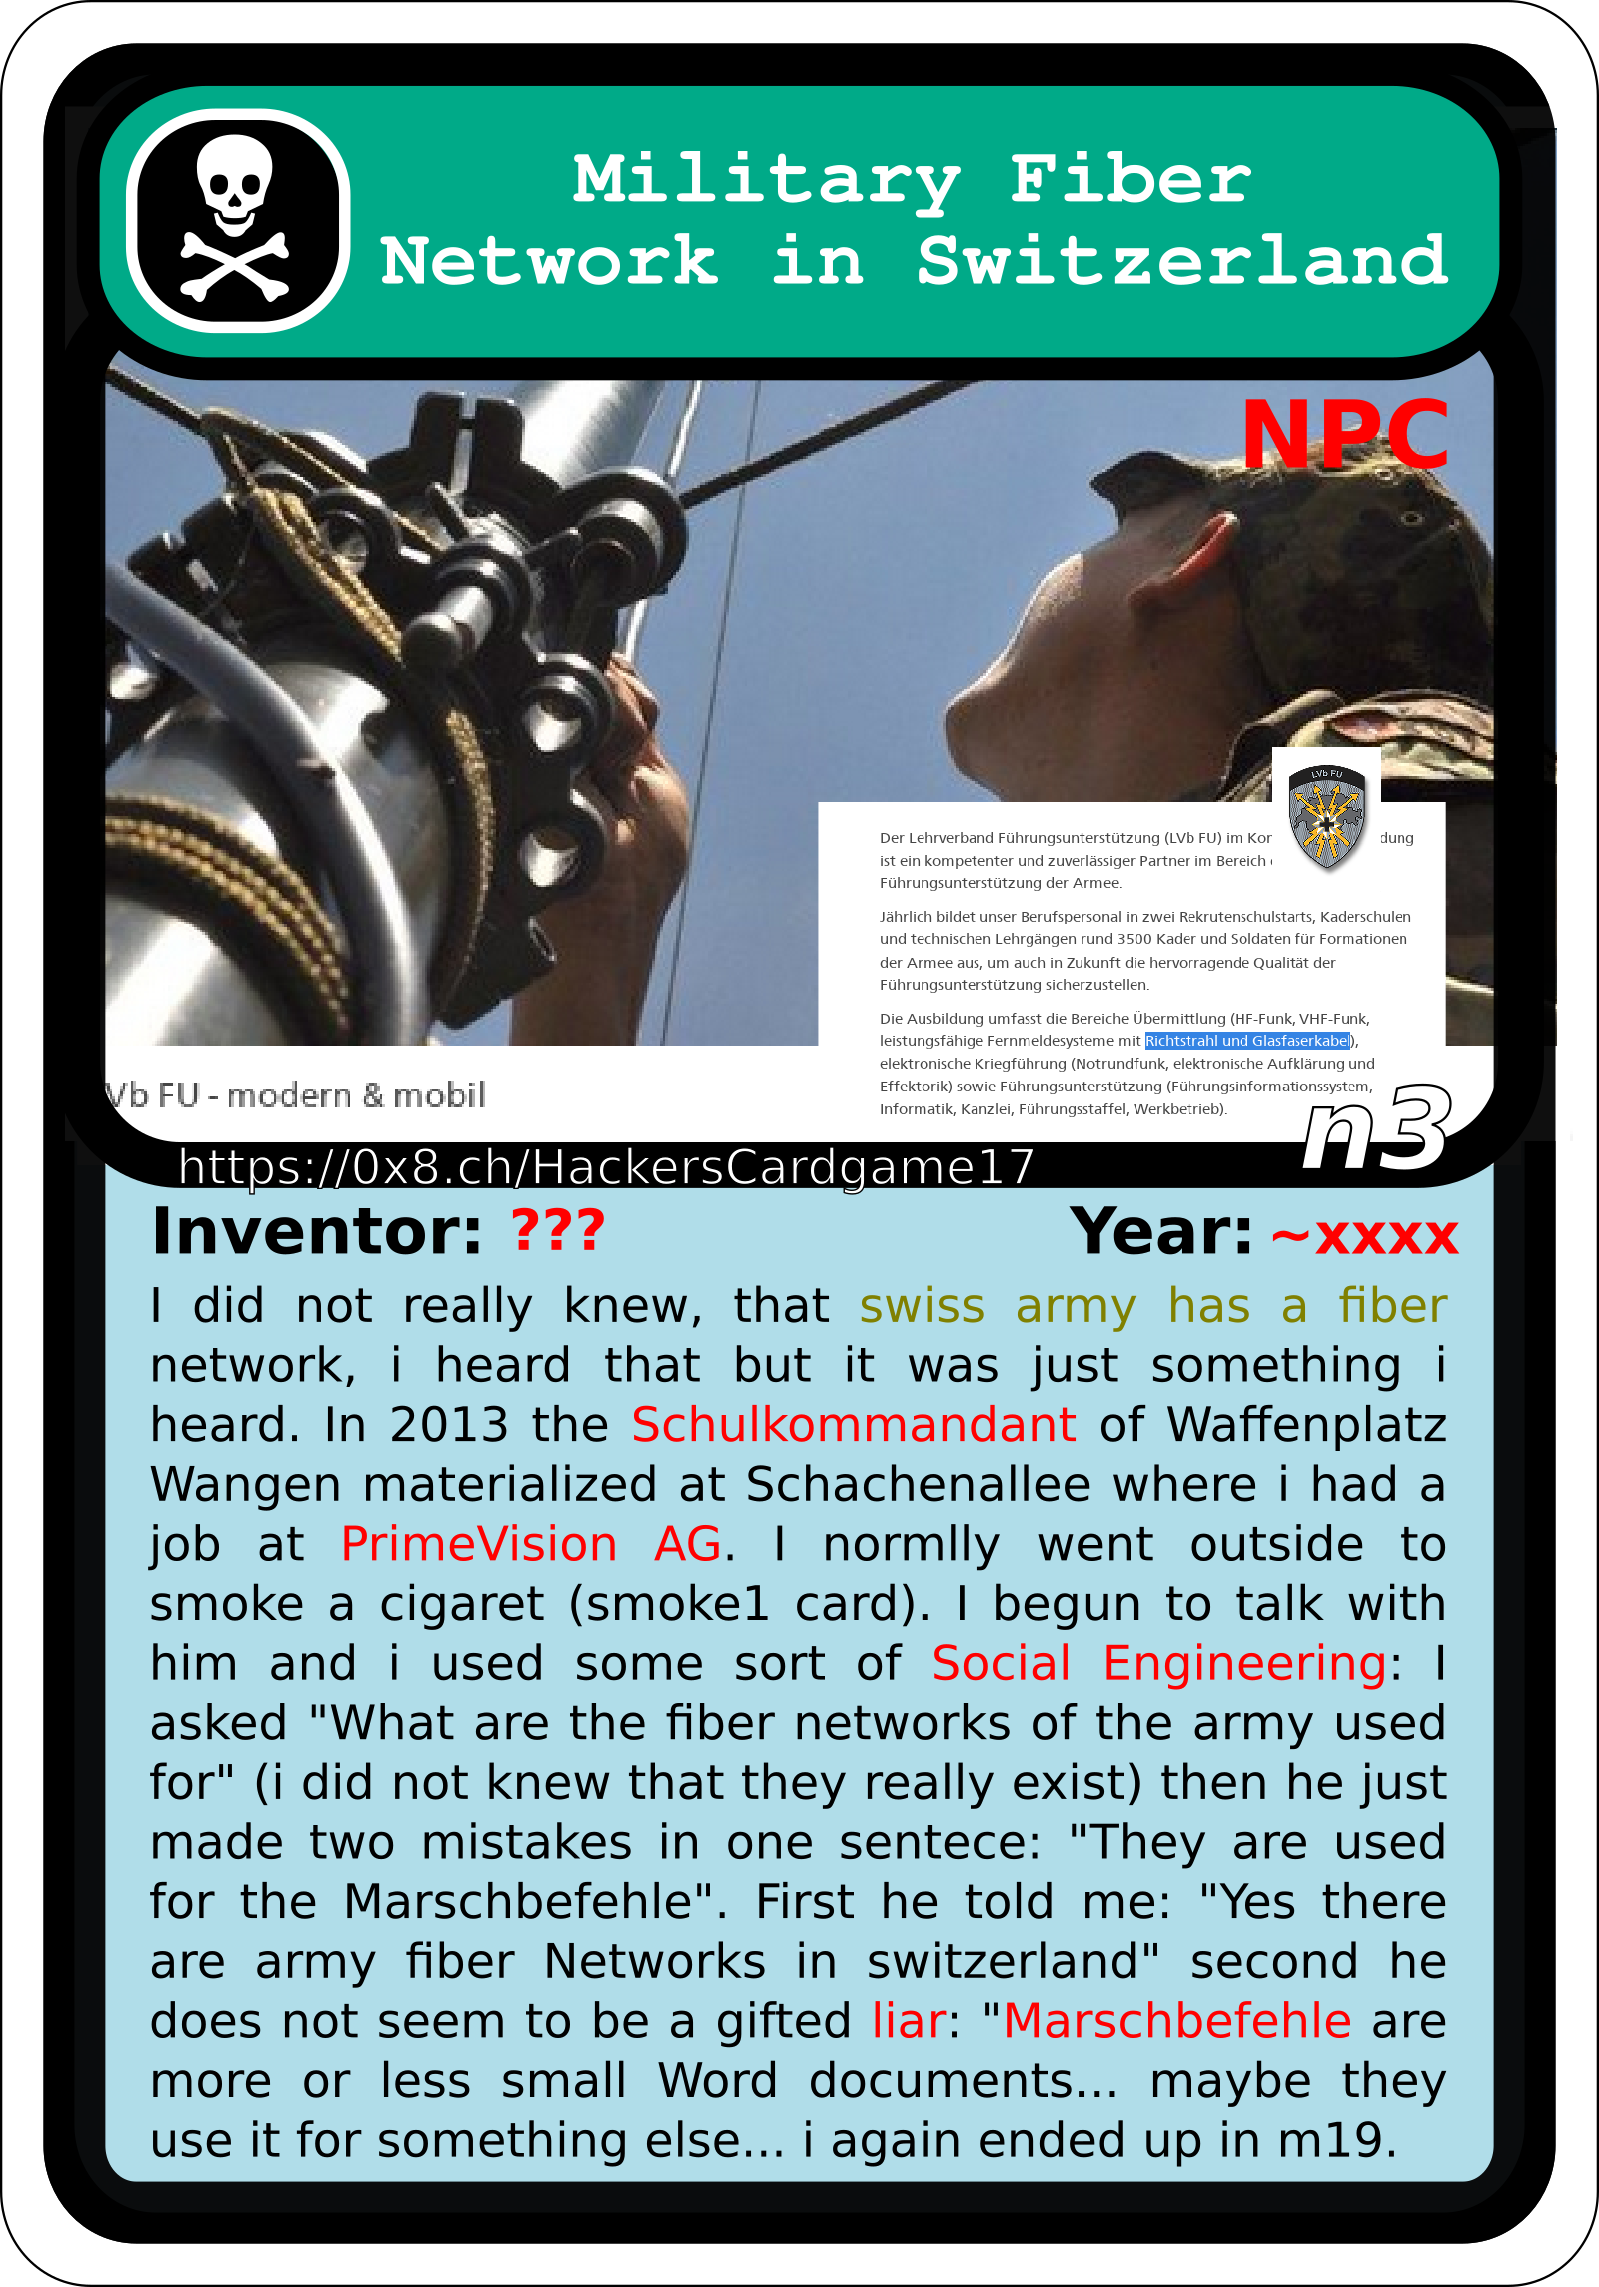 Military Fiber
Network in Switzerland
NPC
LVb FU
Der Lehrverband Führungsunterstützung (LVb FU) im Kor dung
ist ein kompetenter und zuverlässiger Partner im Bereich
Führungsunterstützung der Armee.
Jährlich bildet unser Berufspersonal in zwei Rekrutenschulstarts, Kaderschulen
und technischen Lehrgängen rund 3500 Kader und Soldaten für Formationen
der Armee aus, um auch in Zukunft die hervorragende Qualität der
Führungsunterstützung sicherzustellen.
Die Ausbildung umfasst die Bereiche Übermittlung (HF-Funk, VHF-Funk,
leistungsfähige Fernmeldesysteme mit Richtstrahl und Glasfaserkabel),
elektronische Kriegführung (Notrundfunk, elektronische Aufklärung und
Effektorik) sowie Führungsunterstützung (Führungsinformationssystem,
Informatik, Kanzlei, Führungsstaffel, Werkbetrieb).
Vb FU - modern & mobil
n3
https://0x8.ch/HackersCardgame17
Inventor: ??? Year: ~xxxx
I did not really knew, that swiss army has a fiber
network, i heard that but it was just something i
heard. In 2013 the Schulkommandant of Waffenplatz
Wangen materialized at Schachenallee where i had a
job at PrimeVision AG. I normlly went outside to
smoke a cigaret (smoke1 card). I begun to talk with
him and i used some sort of Social Engineering: I
asked "What are the fiber networks of the army used
for" (i did not knew that they really exist) then he just
made two mistakes in one sentece: "They are used
for the Marschbefehle". First he told me: "Yes there
are army fiber Networks in switzerland" second he
does not seem to be a gifted liar: "Marschbefehle are
more or less small Word documents... maybe they
use it for something else... i again ended up in m19.